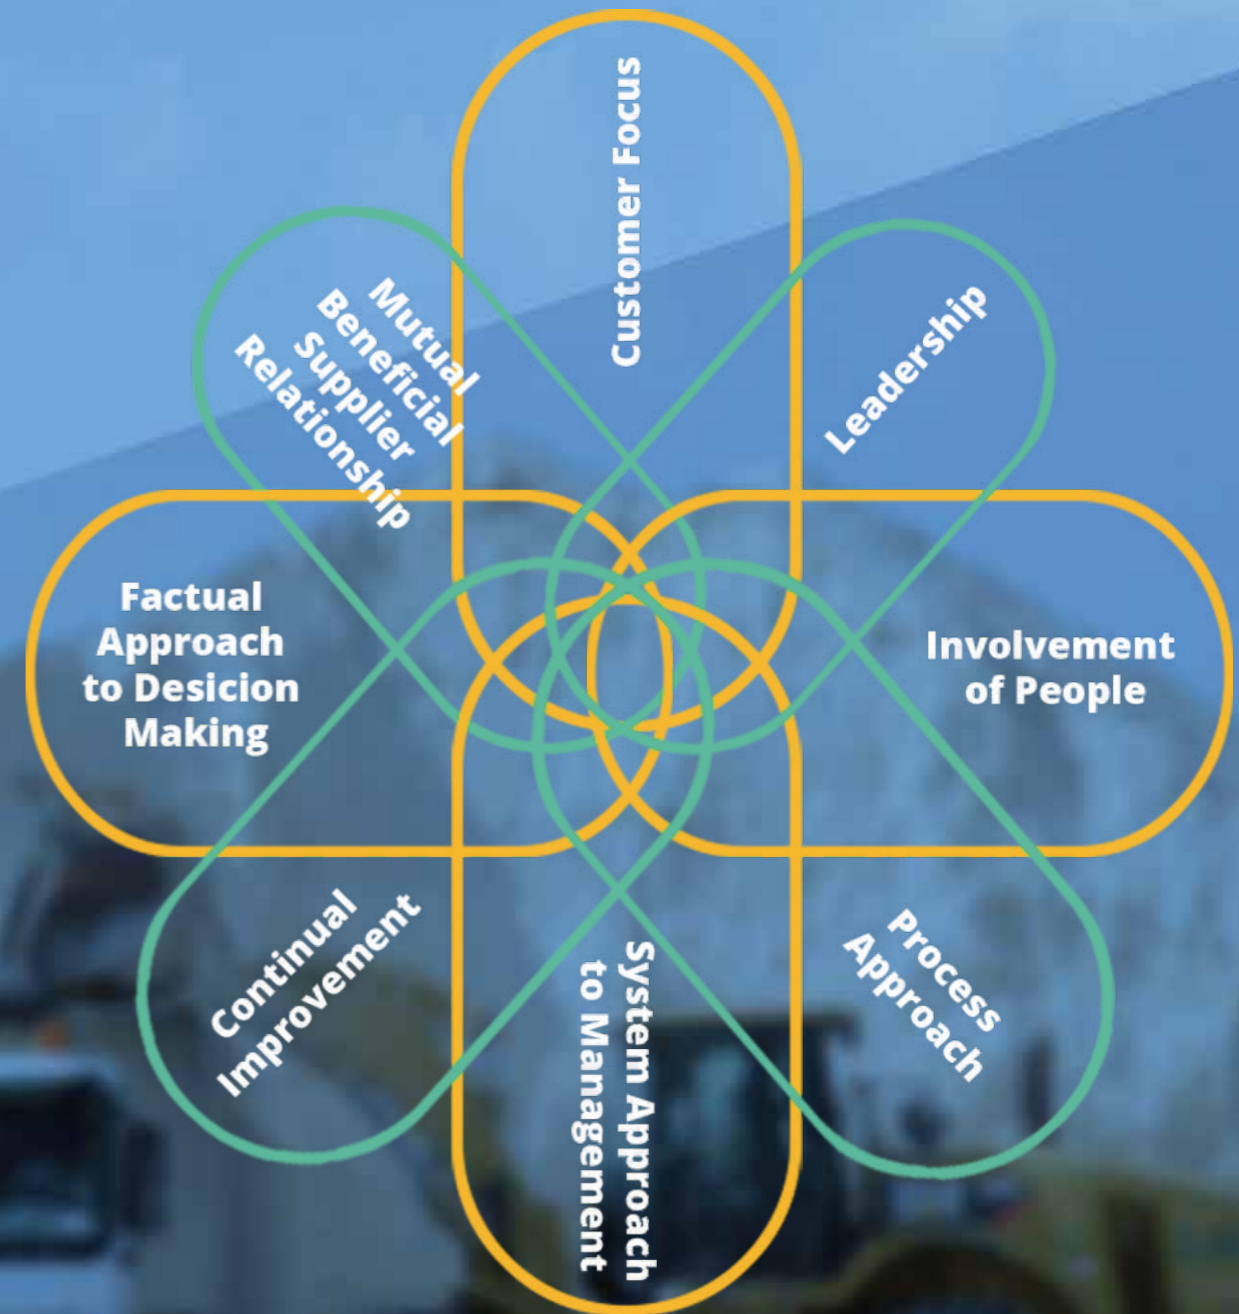 Customer Focus
Leadership
Involvement
of People
Process
Approach
System Approach
to Management
Continual
Improvement
Factual
Approach
to Desicion
Making
Mutual
Beneficial
Supplier
Relationship